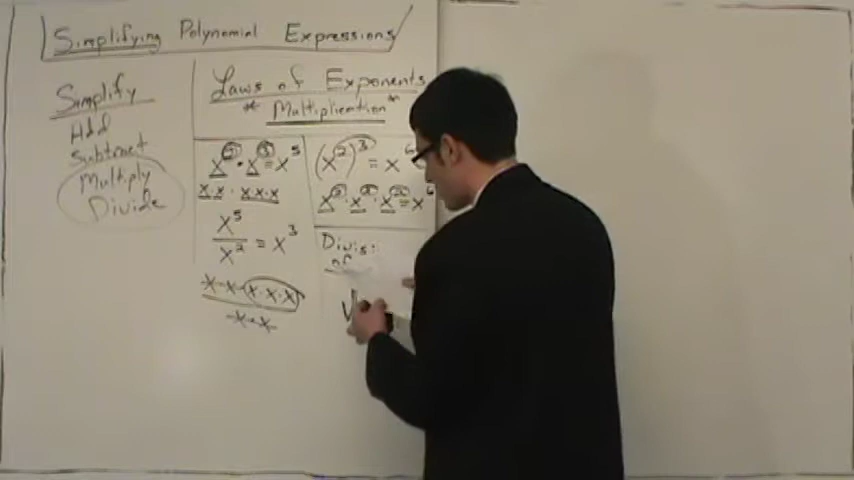 Simplifying Polynomial Expressions
Simplify
Add
Subtract
Multiply
Divide
Laws of Exponents
* Multiplication *
x² · x³ = x⁵
x x · x x x
x⁵/x² = x³
x · x · x · x · x
x · x
(x²)³ = x⁶
x² · x² · x² = x⁶
Divis:
of